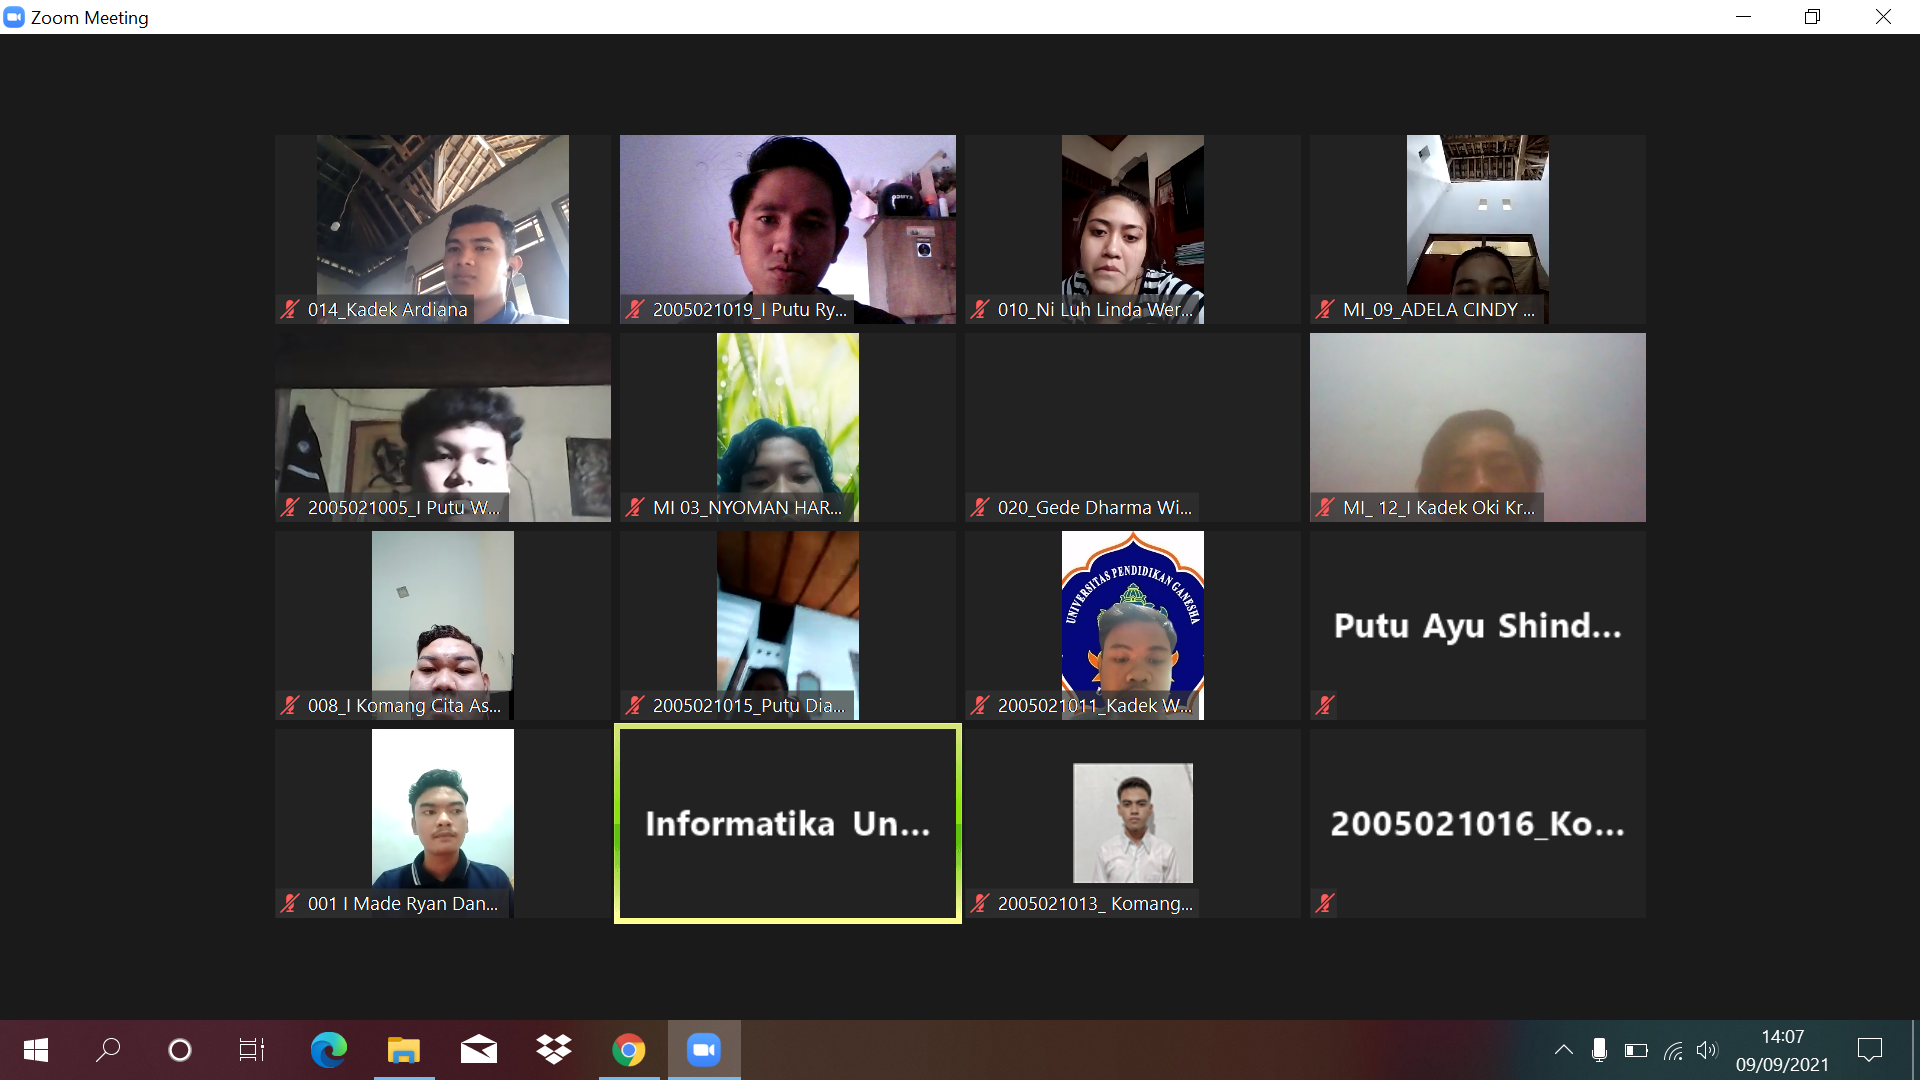 Zoom Meeting
014_Kadek Ardiana
2005021019_I Putu Ry...
010_Ni Luh Linda Wer...
MI_09_ADELA CINDY ...
2005021005_I Putu W...
MI 03_NYOMAN HAR...
020_Gede Dharma Wi...
MI_ 12_I Kadek Oki Kr...
008_I Komang Cita As...
2005021015_Putu Dia...
UNIVERSITAS PENDIDIKAN GANESHA
2005021011_Kadek W...
Putu Ayu Shind...
001 I Made Ryan Dan...
Informatika Un...
2005021013_ Komang...
2005021016_Ko...
14:07
09/09/2021